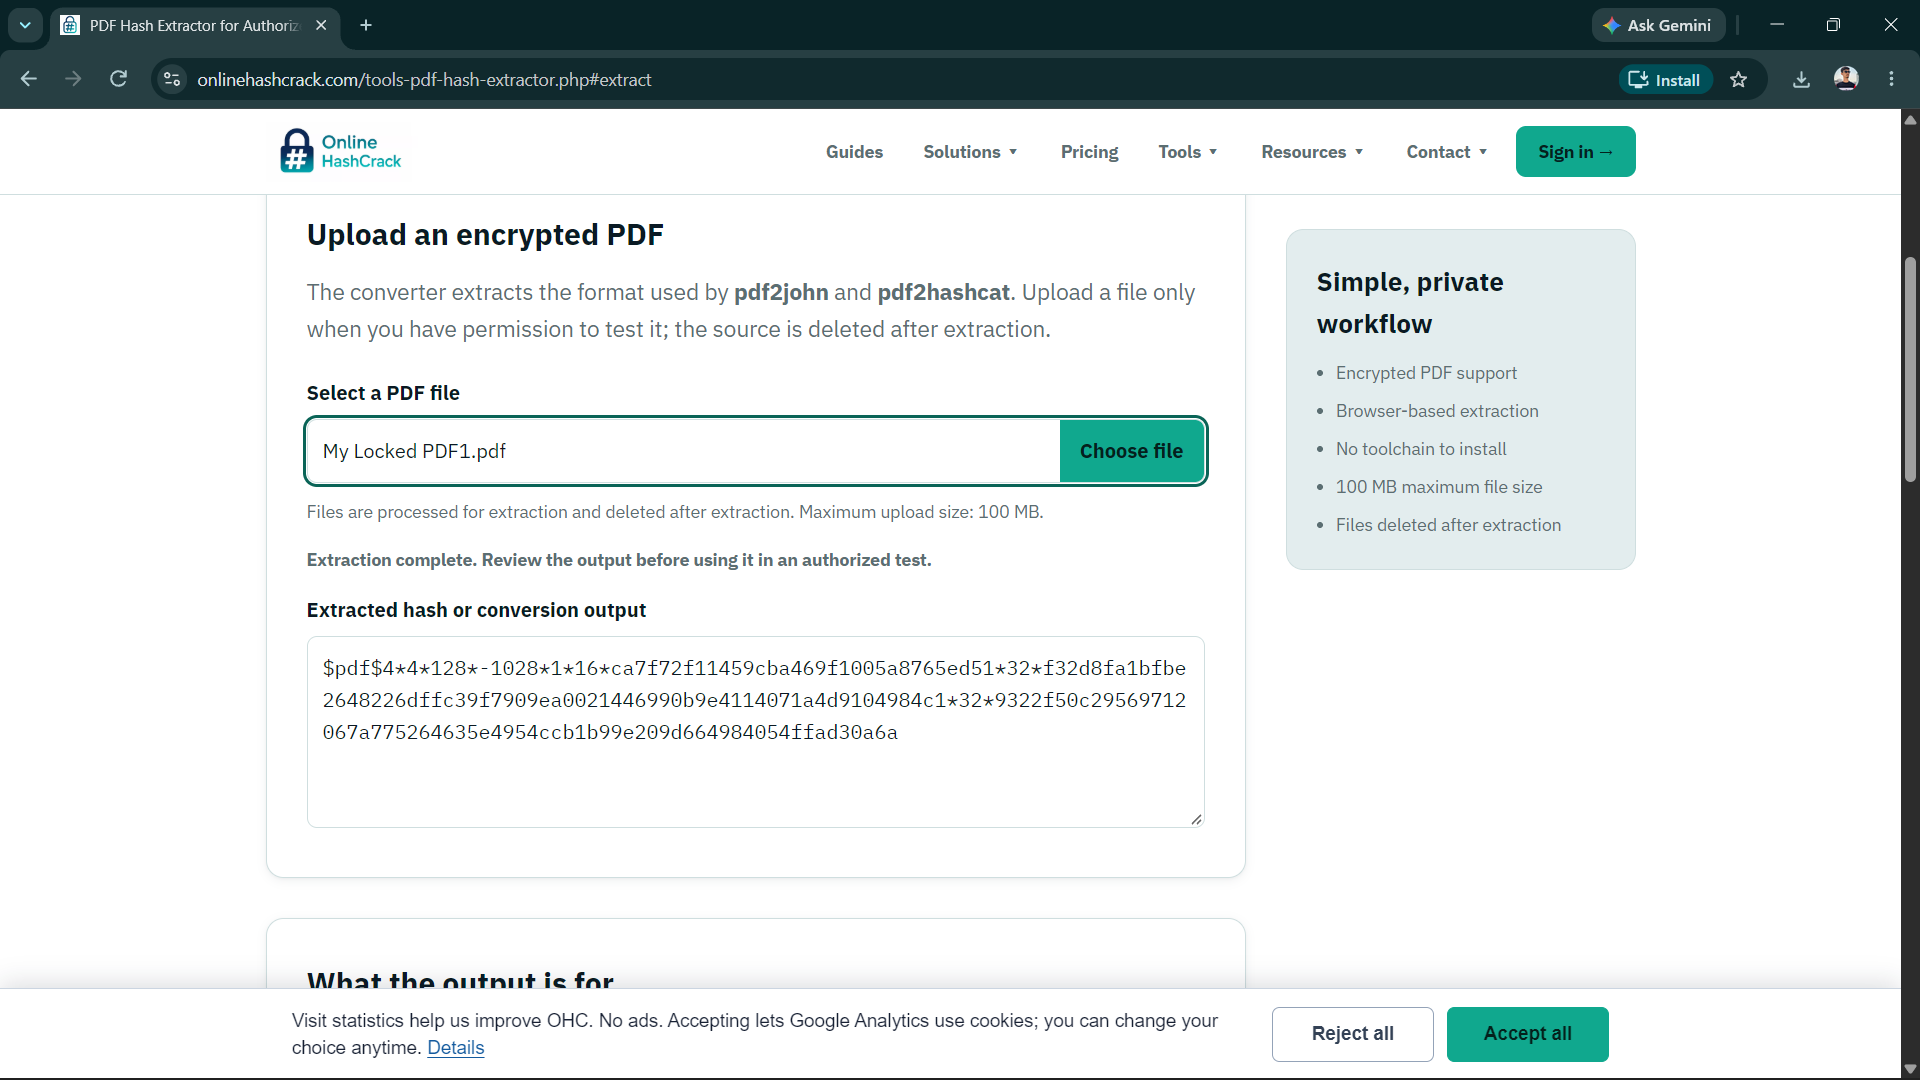 PDF Hash Extractor for Authoriz
Ask Gemini
onlinehashcrack.com/tools-pdf-hash-extractor.php#extract
Install
Online
HashCrack
Guides
Solutions
Pricing
Tools
Resources
Contact
Sign in →
Upload an encrypted PDF
The converter extracts the format used by pdf2john and pdf2hashcat. Upload a file only
when you have permission to test it; the source is deleted after extraction.
Select a PDF file
My Locked PDF1.pdf
Choose file
Files are processed for extraction and deleted after extraction. Maximum upload size: 100 MB.
Extraction complete. Review the output before using it in an authorized test.
Extracted hash or conversion output
$pdf$4*4*128*-1028*1*16*ca7f72f11459cba469f1005a8765ed51*32*f32d8fa1bfbe
2648226dffc39f7909ea0021446990b9e4114071a4d9104984c1*32*9322f50c29569712
067a775264635e4954ccb1b99e209d664984054ffad30a6a
Simple, private
workflow
• Encrypted PDF support
• Browser-based extraction
• No toolchain to install
• 100 MB maximum file size
• Files deleted after extraction
What the output is for
Visit statistics help us improve OHC. No ads. Accepting lets Google Analytics use cookies; you can change your
choice anytime. Details
Reject all
Accept all